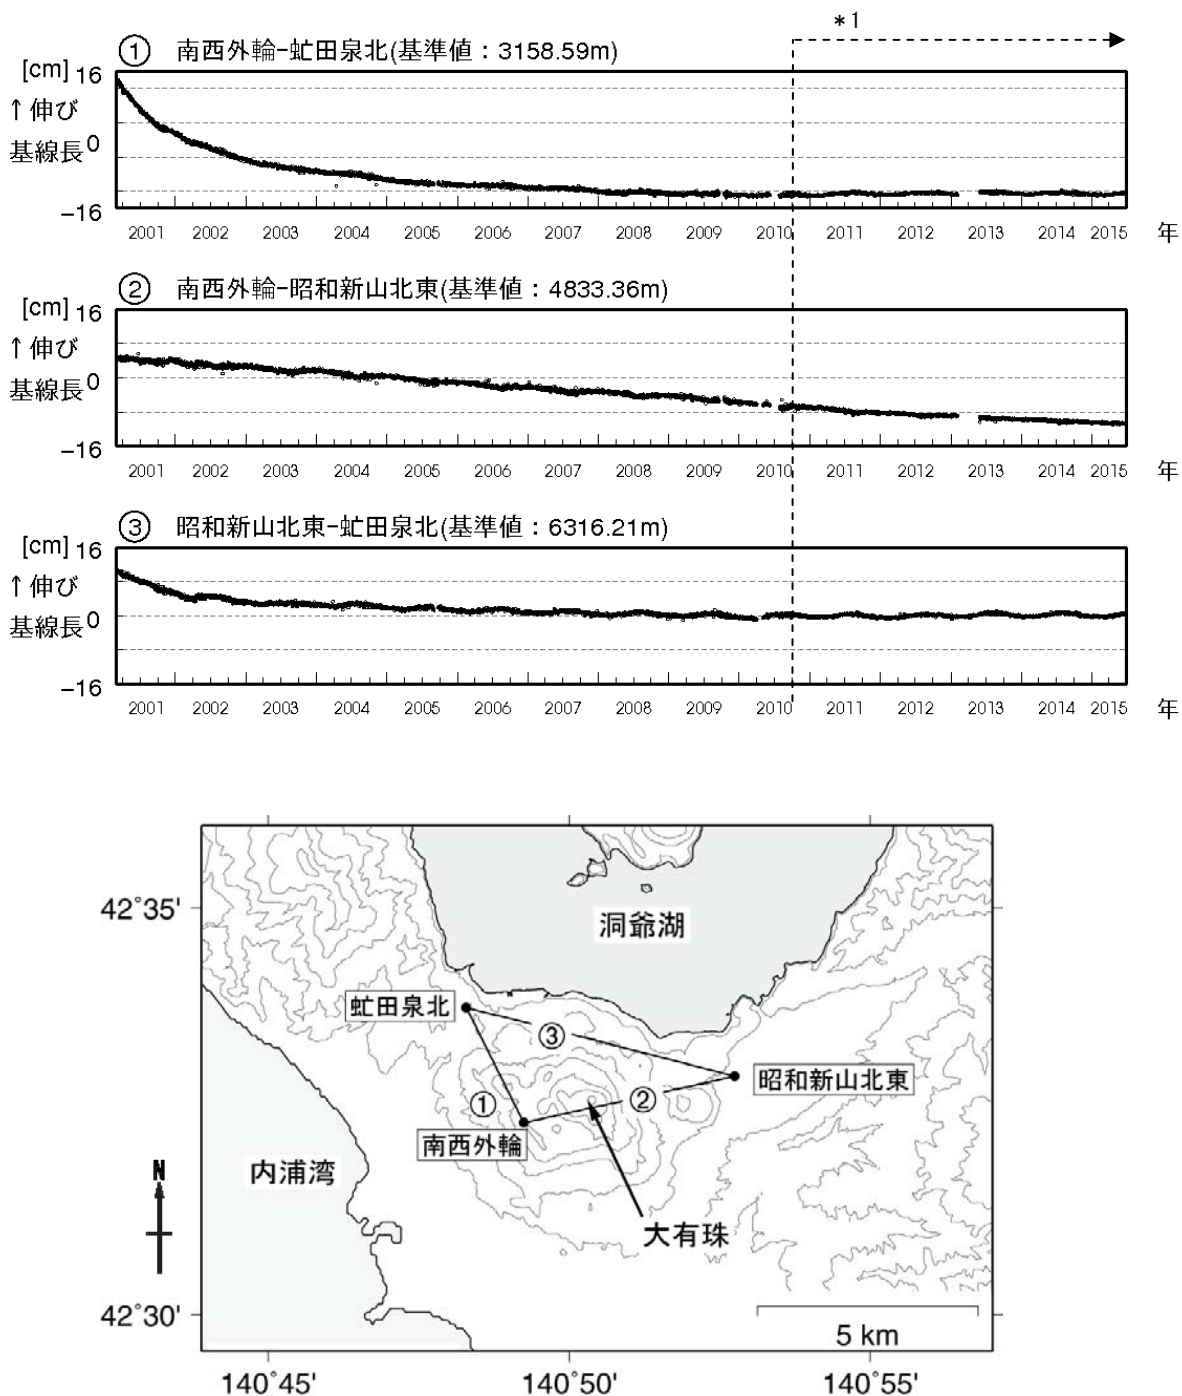 *1
① 南西外輪-虻田泉北(基準値：3158.59m)
[cm] 16
↑伸び
基線長 0
-16
2001 2002 2003 2004 2005 2006 2007 2008 2009 2010 2011 2012 2013 2014 2015 年
② 南西外輪-昭和新山北東(基準値：4833.36m)
[cm] 16
↑伸び
基線長 0
-16
2001 2002 2003 2004 2005 2006 2007 2008 2009 2010 2011 2012 2013 2014 2015 年
③ 昭和新山北東-虻田泉北(基準値：6316.21m)
[cm] 16
↑伸び
基線長 0
-16
2001 2002 2003 2004 2005 2006 2007 2008 2009 2010 2011 2012 2013 2014 2015 年
42°35'
洞爺湖
虻田泉北
③
昭和新山北東
①
②
南西外輪
内浦湾
N
大有珠
42°30'
5 km
140°45' 140°50' 140°55'